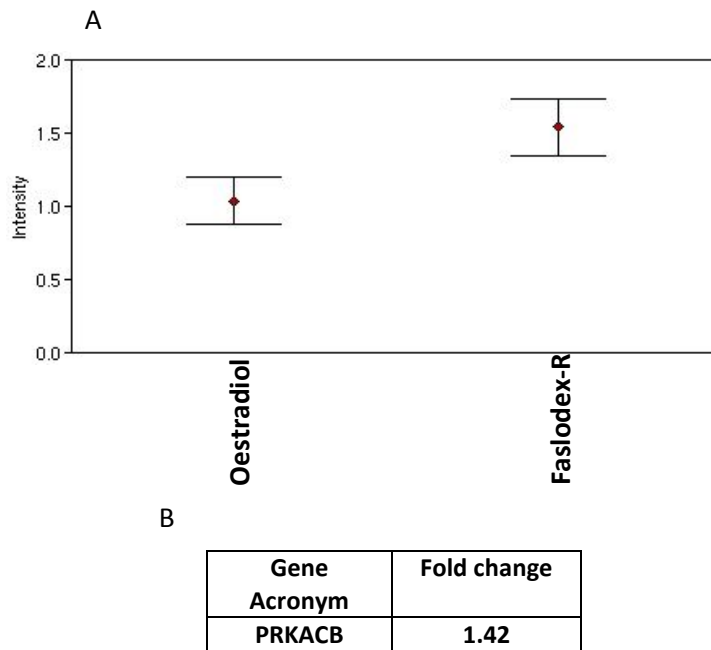 A
2.0
1.5
1.0
0.5
0.0
Intensity
Oestradiol
Faslodex-R
B
Gene Fold change
Acronym
PRKACB 1.42